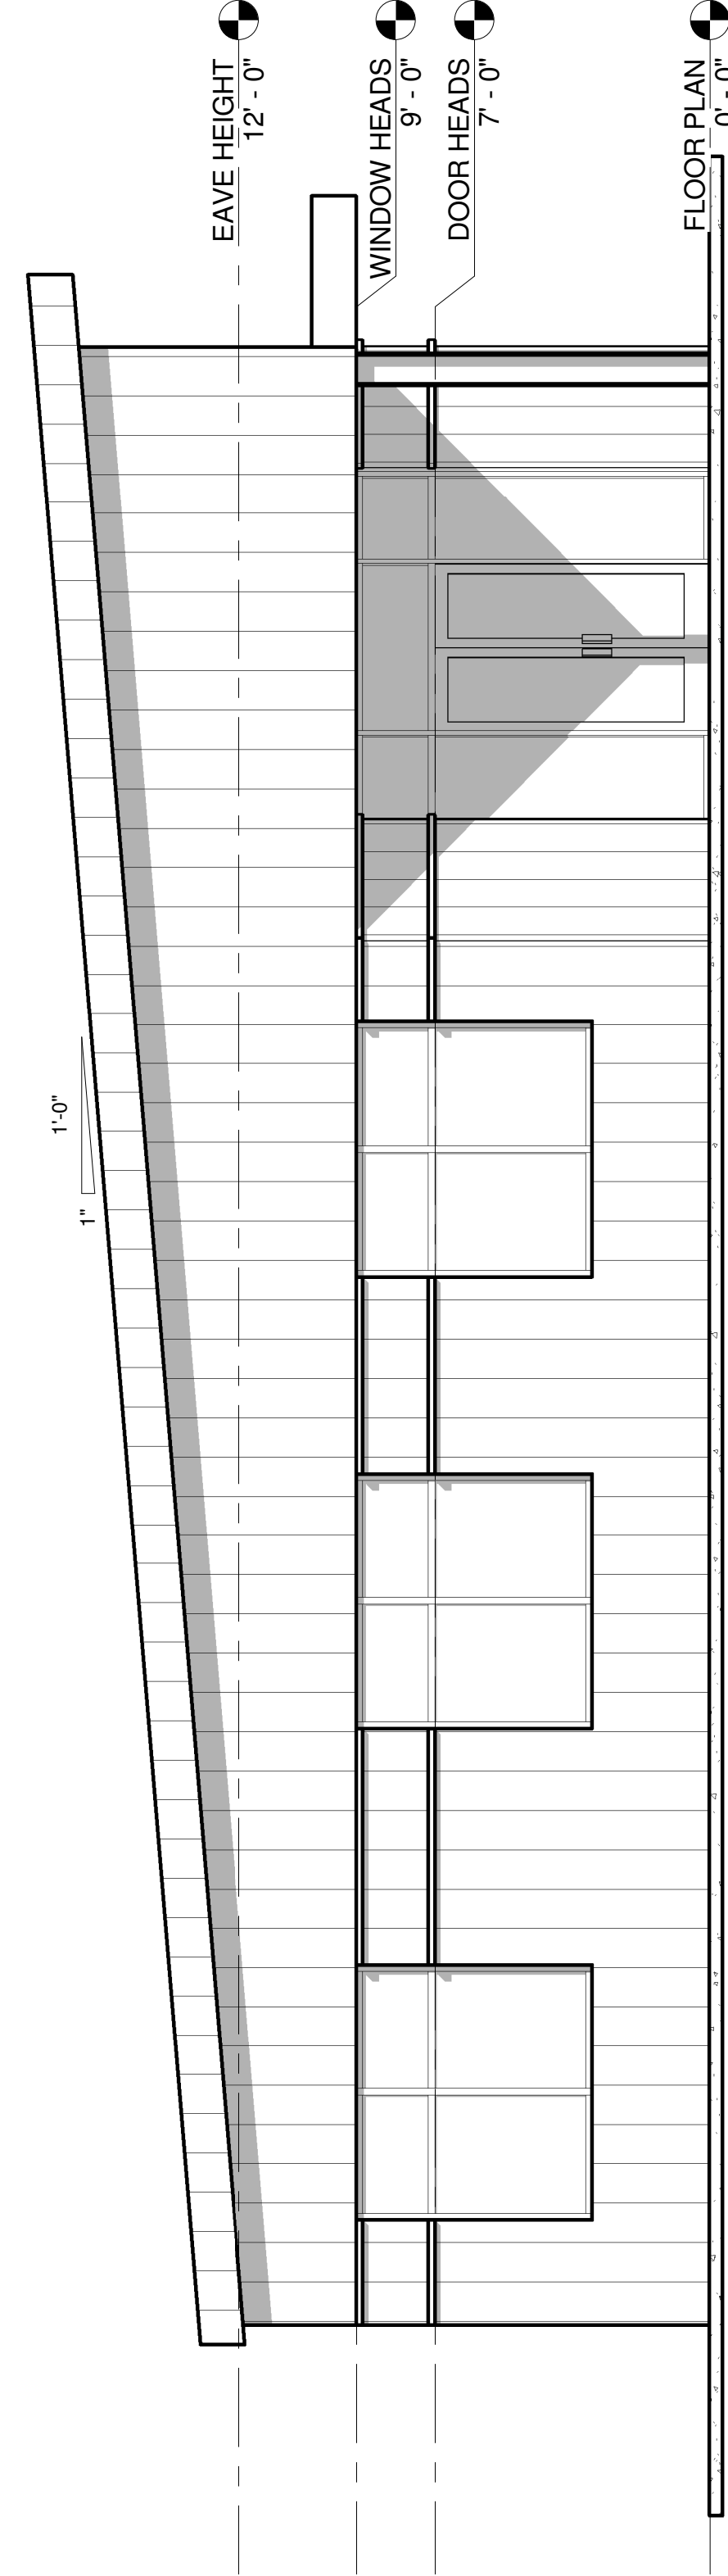 EAVE HEIGHT
12' - 0"
WINDOW HEADS
9' - 0"
DOOR HEADS
7' - 0"
FLOOR PLAN
0' - 0"
1'-0"
1"